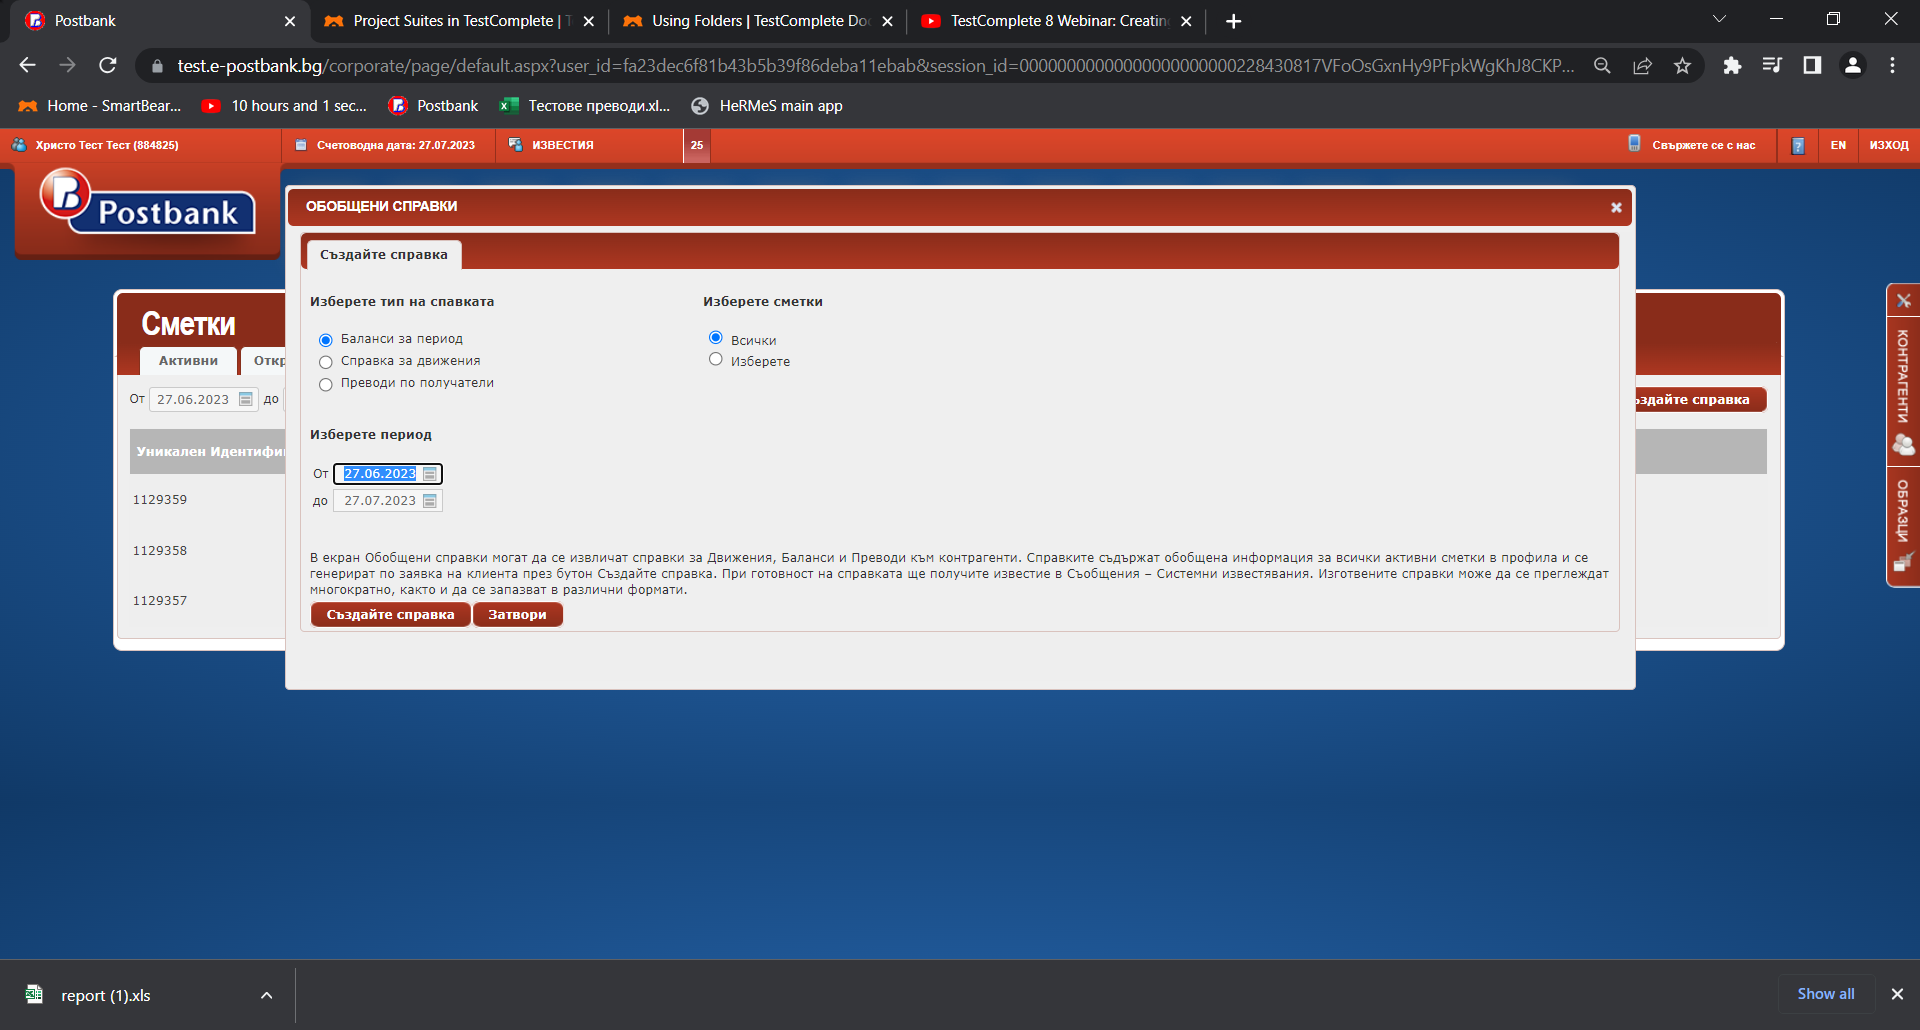 Postbank
Project Suites in TestComplete | T
Using Folders | TestComplete Doc
TestComplete 8 Webinar: Creating
test.e-postbank.bg/corporate/page/default.aspx?user_id=fa23dec6f81b43b5b39f86deba11ebab&session_id=0000000000000000000000228430817VFoOsGxnHy9PFpkWgKhJ8CKP...
Home - SmartBear...
10 hours and 1 sec...
Postbank
Тестове преводи.xl...
HeRMeS main app
Христо Тест Тест (884825)
Счетоводна дата: 27.07.2023
ИЗВЕСТИЯ
25
Свържете се с нас
?
EN
ИЗХОД
Postbank
ОБОБЩЕНИ СПРАВКИ
Създайте справка
Изберете тип на спавката
Изберете сметки
Баланси за период
Справка за движения
Преводи по получатели
Всички
Изберете
Изберете период
От 27.06.2023
до 27.07.2023
В екран Обобщени справки могат да се извличат справки за Движения, Баланси и Преводи към контрагенти. Справките съдържат обобщена информация за всички активни сметки в профила и се
генерират по заявка на клиента през бутон Създайте справка. При готовност на справката ще получите известие в Съобщения – Системни известявания. Изготвените справки може да се преглеждат
многократно, както и да се запазват в различни формати.
Създайте справка
Затвори
Сметки
Активни
Откр
От 27.06.2023 до
ъздайте справка
Уникален Идентифи
1129359
1129358
1129357
КОНТРАГЕНТИ
ОБРАЗЦИ
report (1).xls
Show all